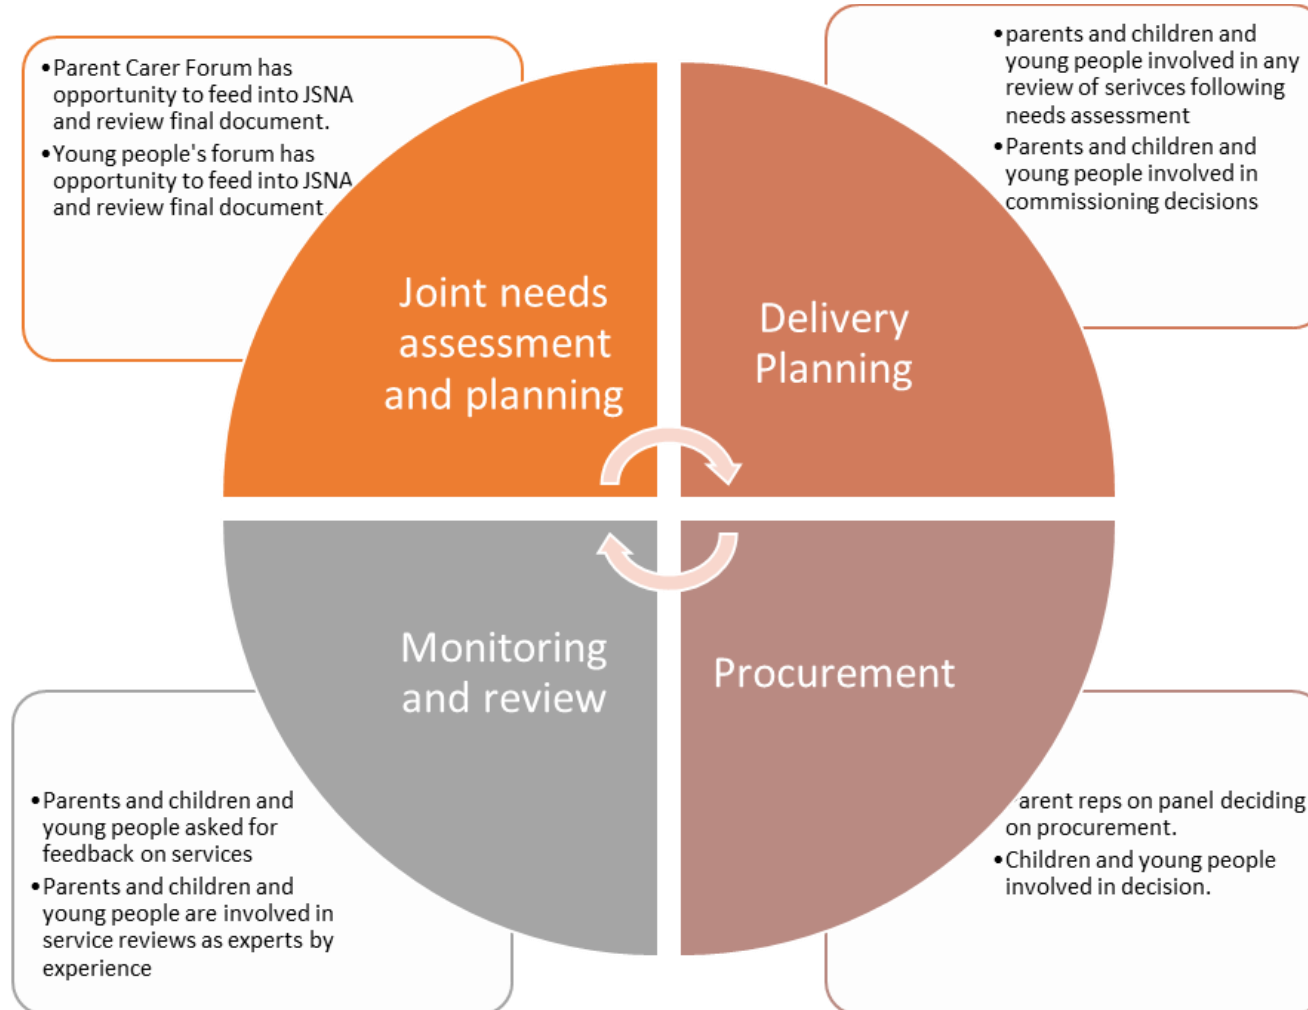 •Parent Carer Forum has
opportunity to feed into JSNA
and review final document.
•Young people's forum has
opportunity to feed into JSNA
and review final document
•parents and children and
young people involved in any
review of serivces following
needs assessment
•Parents and children and
young people involved in
commissioning decisions
Joint needs
assessment
and planning
Delivery
Planning
Monitoring
and review
Procurement
•Parents and children and
young people asked for
feedback on services
•Parents and children and
young people are involved in
service reviews as experts by
experience
arent reps on panel deciding
on procurement.
•Children and young people
involved in decision.